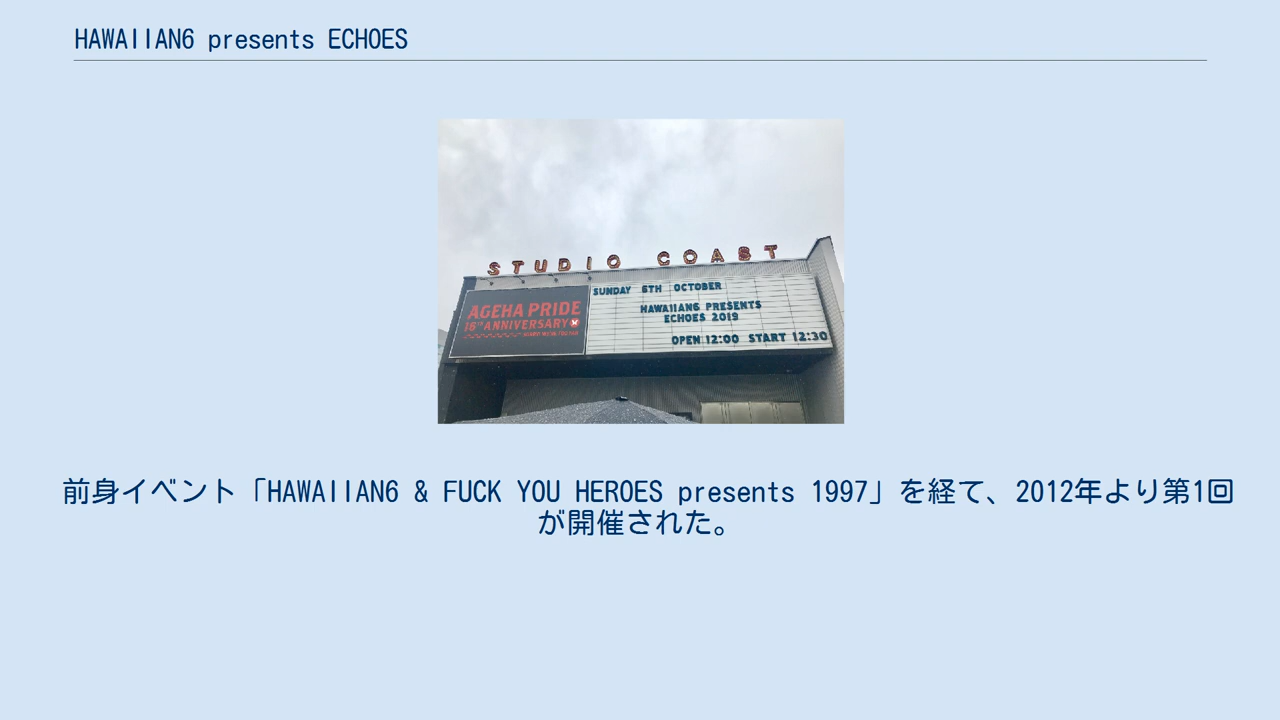 HAWAIIAN6 presents ECHOES
STUDIO COAST
AGEHA PRIDE
16TH ANNIVERSARY
SUNDAY 6TH OCTOBER
HAWAIIAN6 PRESENTS
ECHOES 2019
OPEN 12:00 START 12:30
前身イベント「HAWAIIAN6 & FUCK YOU HEROES presents 1997」を経て、2012年より第1回
が開催された。